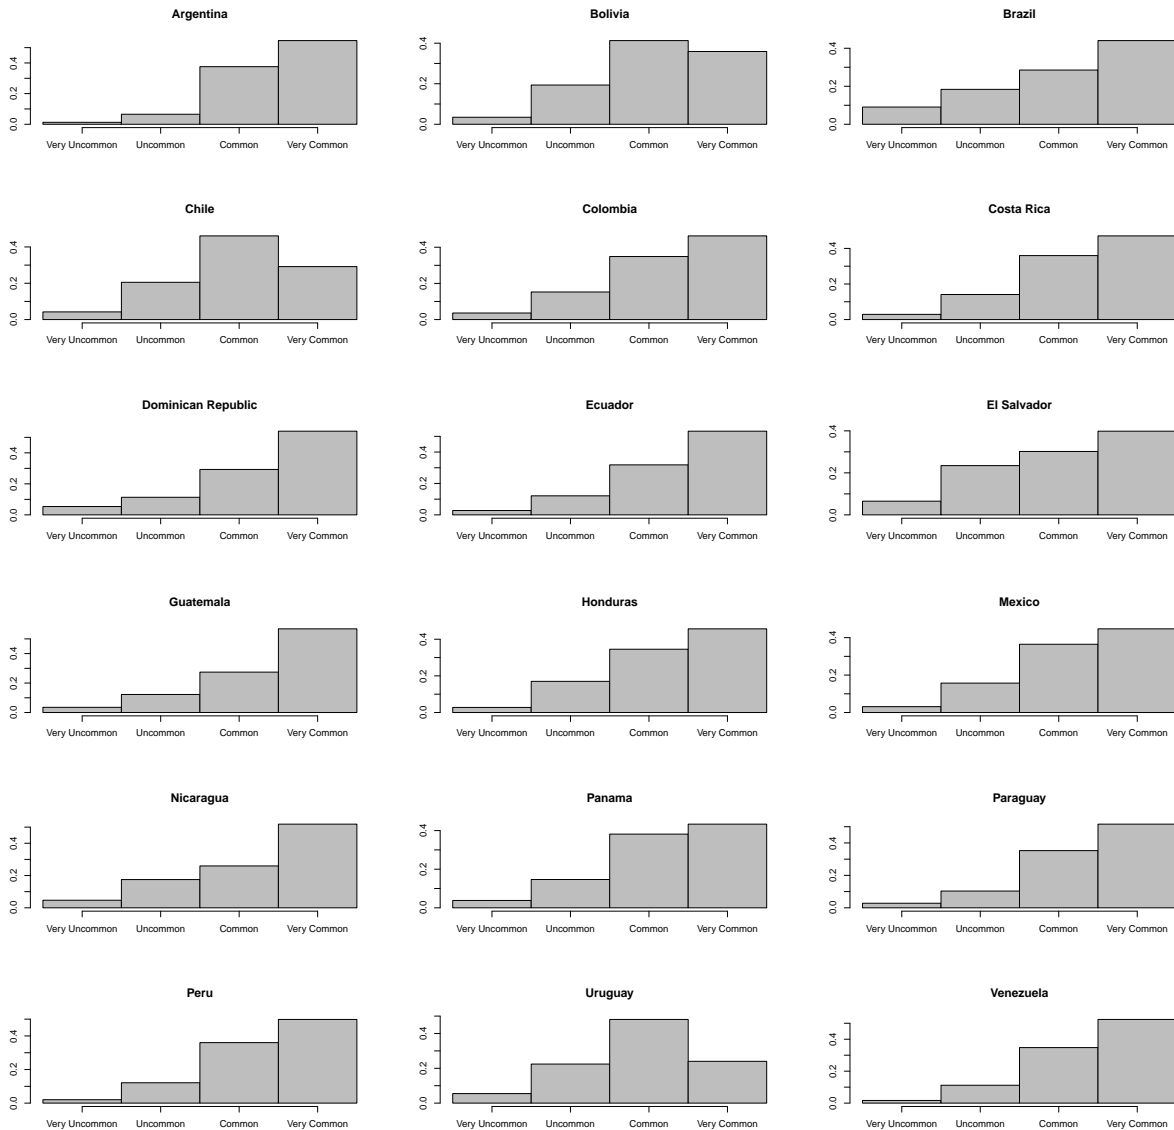 Argentina
Bolivia
Brazil
0.0 0.2 0.4
0.0 0.2 0.4
0.0 0.2 0.4
Very Uncommon Uncommon Common Very Common
Very Uncommon Uncommon Common Very Common
Very Uncommon Uncommon Common Very Common
Chile
Colombia
Costa Rica
0.0 0.2 0.4
0.0 0.2 0.4
0.0 0.2 0.4
Very Uncommon Uncommon Common Very Common
Very Uncommon Uncommon Common Very Common
Very Uncommon Uncommon Common Very Common
Dominican Republic
Ecuador
El Salvador
0.0 0.2 0.4
0.0 0.2 0.4
0.0 0.2 0.4
Very Uncommon Uncommon Common Very Common
Very Uncommon Uncommon Common Very Common
Very Uncommon Uncommon Common Very Common
Guatemala
Honduras
Mexico
0.0 0.2 0.4
0.0 0.2 0.4
0.0 0.2 0.4
Very Uncommon Uncommon Common Very Common
Very Uncommon Uncommon Common Very Common
Very Uncommon Uncommon Common Very Common
Nicaragua
Panama
Paraguay
0.0 0.2 0.4
0.0 0.2 0.4
0.0 0.2 0.4
Very Uncommon Uncommon Common Very Common
Very Uncommon Uncommon Common Very Common
Very Uncommon Uncommon Common Very Common
Peru
Uruguay
Venezuela
0.0 0.2 0.4
0.0 0.2 0.4
0.0 0.2 0.4
Very Uncommon Uncommon Common Very Common
Very Uncommon Uncommon Common Very Common
Very Uncommon Uncommon Common Very Common